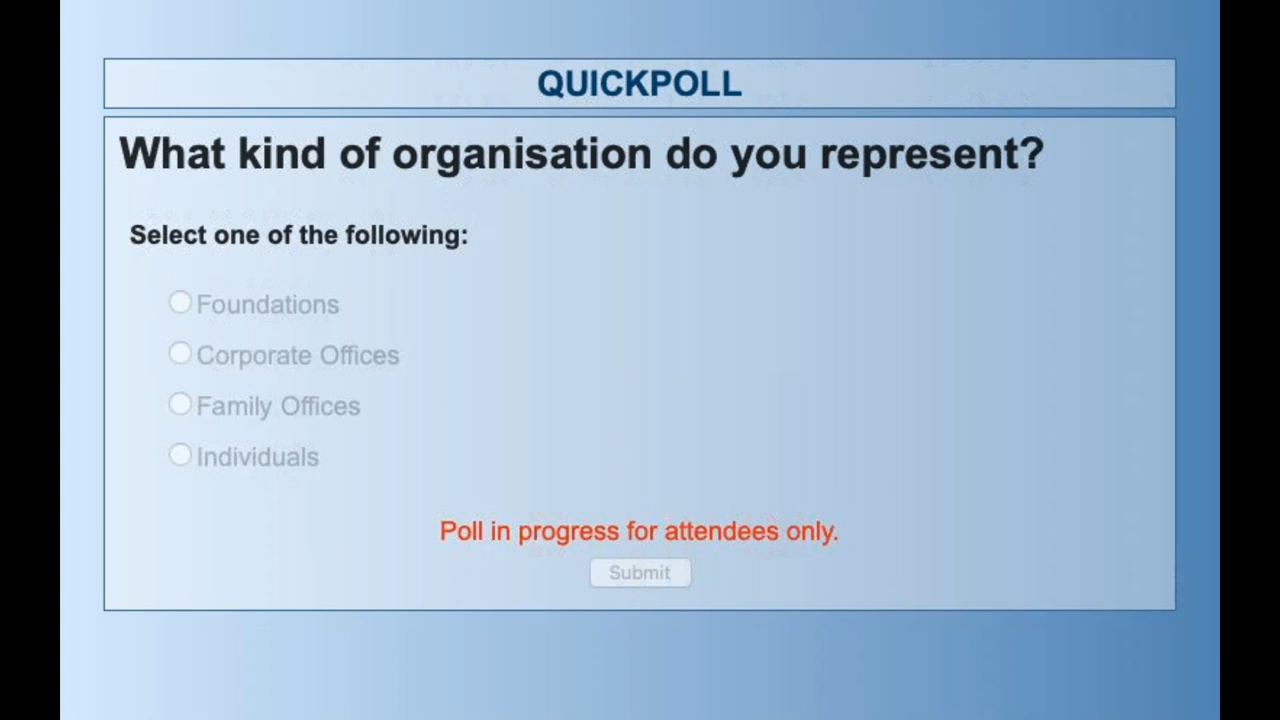 QUICKPOLL
What kind of organisation do you represent?
Select one of the following:
Foundations
Corporate Offices
Family Offices
Individuals
Poll in progress for attendees only.
Submit